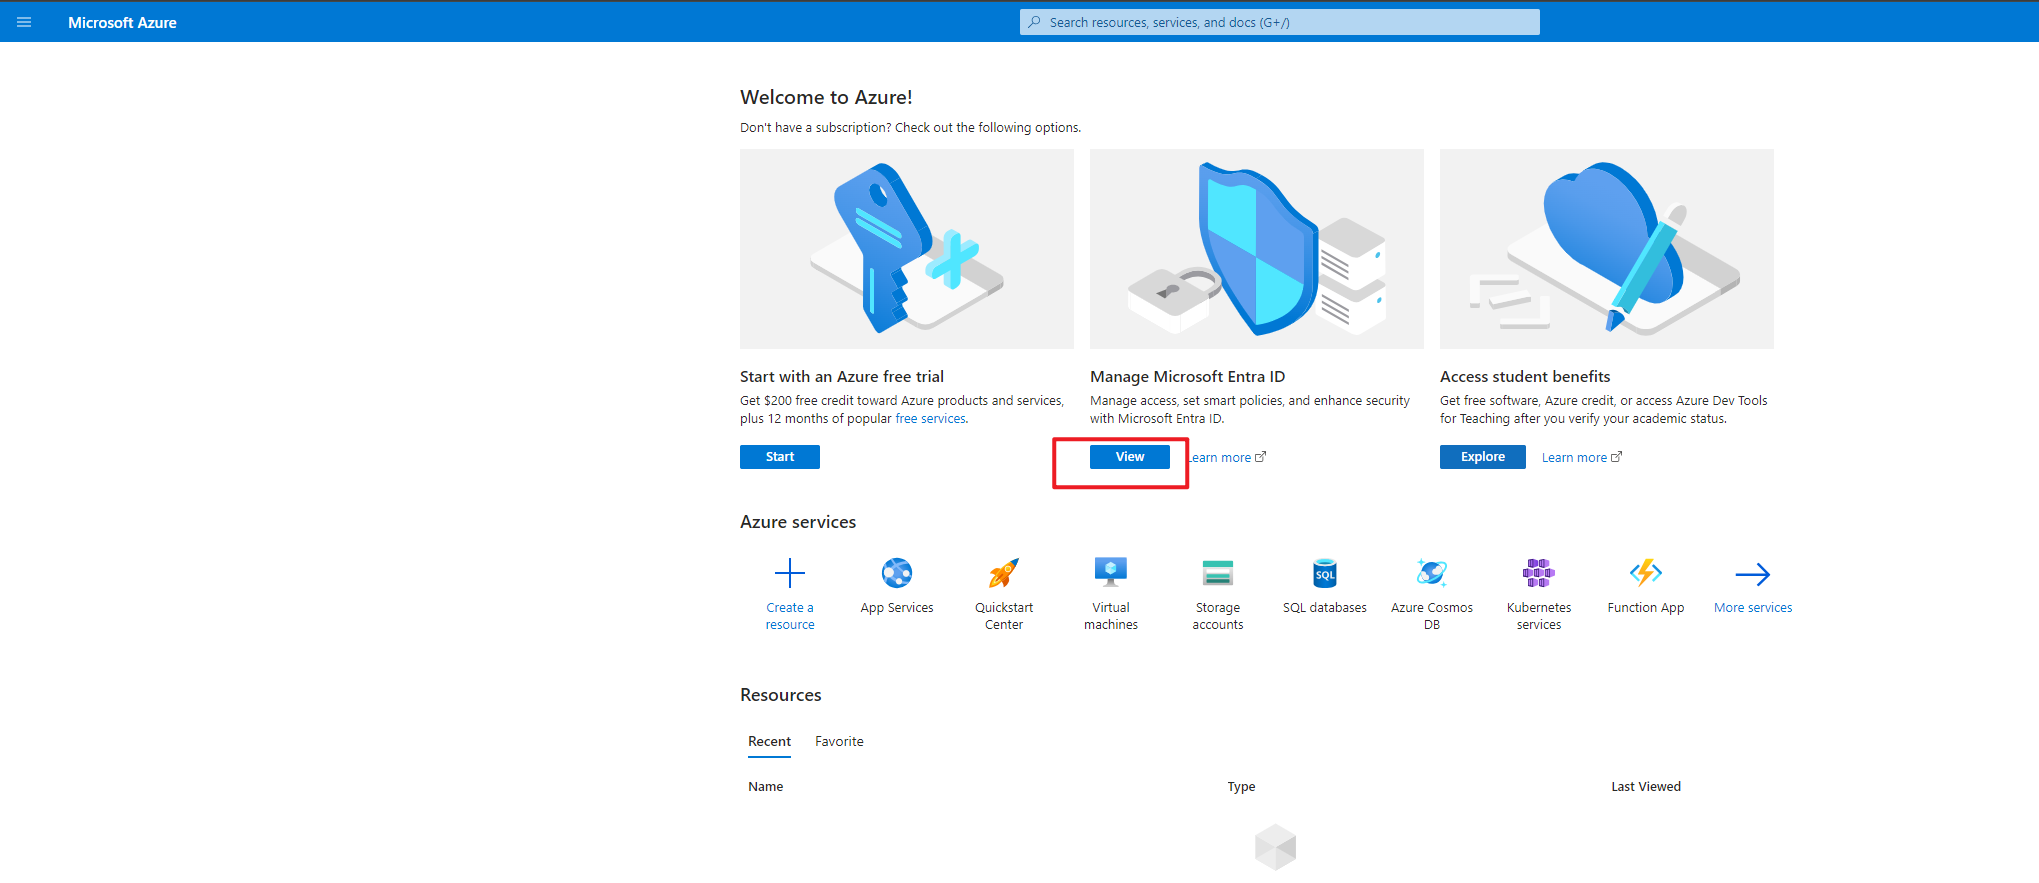 Microsoft Azure
Search resources, services, and docs (G+/)
Welcome to Azure!
Don't have a subscription? Check out the following options.
Start with an Azure free trial
Get $200 free credit toward Azure products and services,
plus 12 months of popular free services.
Start
Manage Microsoft Entra ID
Manage access, set smart policies, and enhance security
with Microsoft Entra ID.
View
Learn more
Access student benefits
Get free software, Azure credit, or access Azure Dev Tools
for Teaching after you verify your academic status.
Explore
Learn more
Azure services
Create a
resource
App Services
Quickstart
Center
Virtual
machines
Storage
accounts
SQL
SQL databases
Azure Cosmos
DB
Kubernetes
services
Function App
More services
Resources
Recent
Favorite
Name
Type
Last Viewed